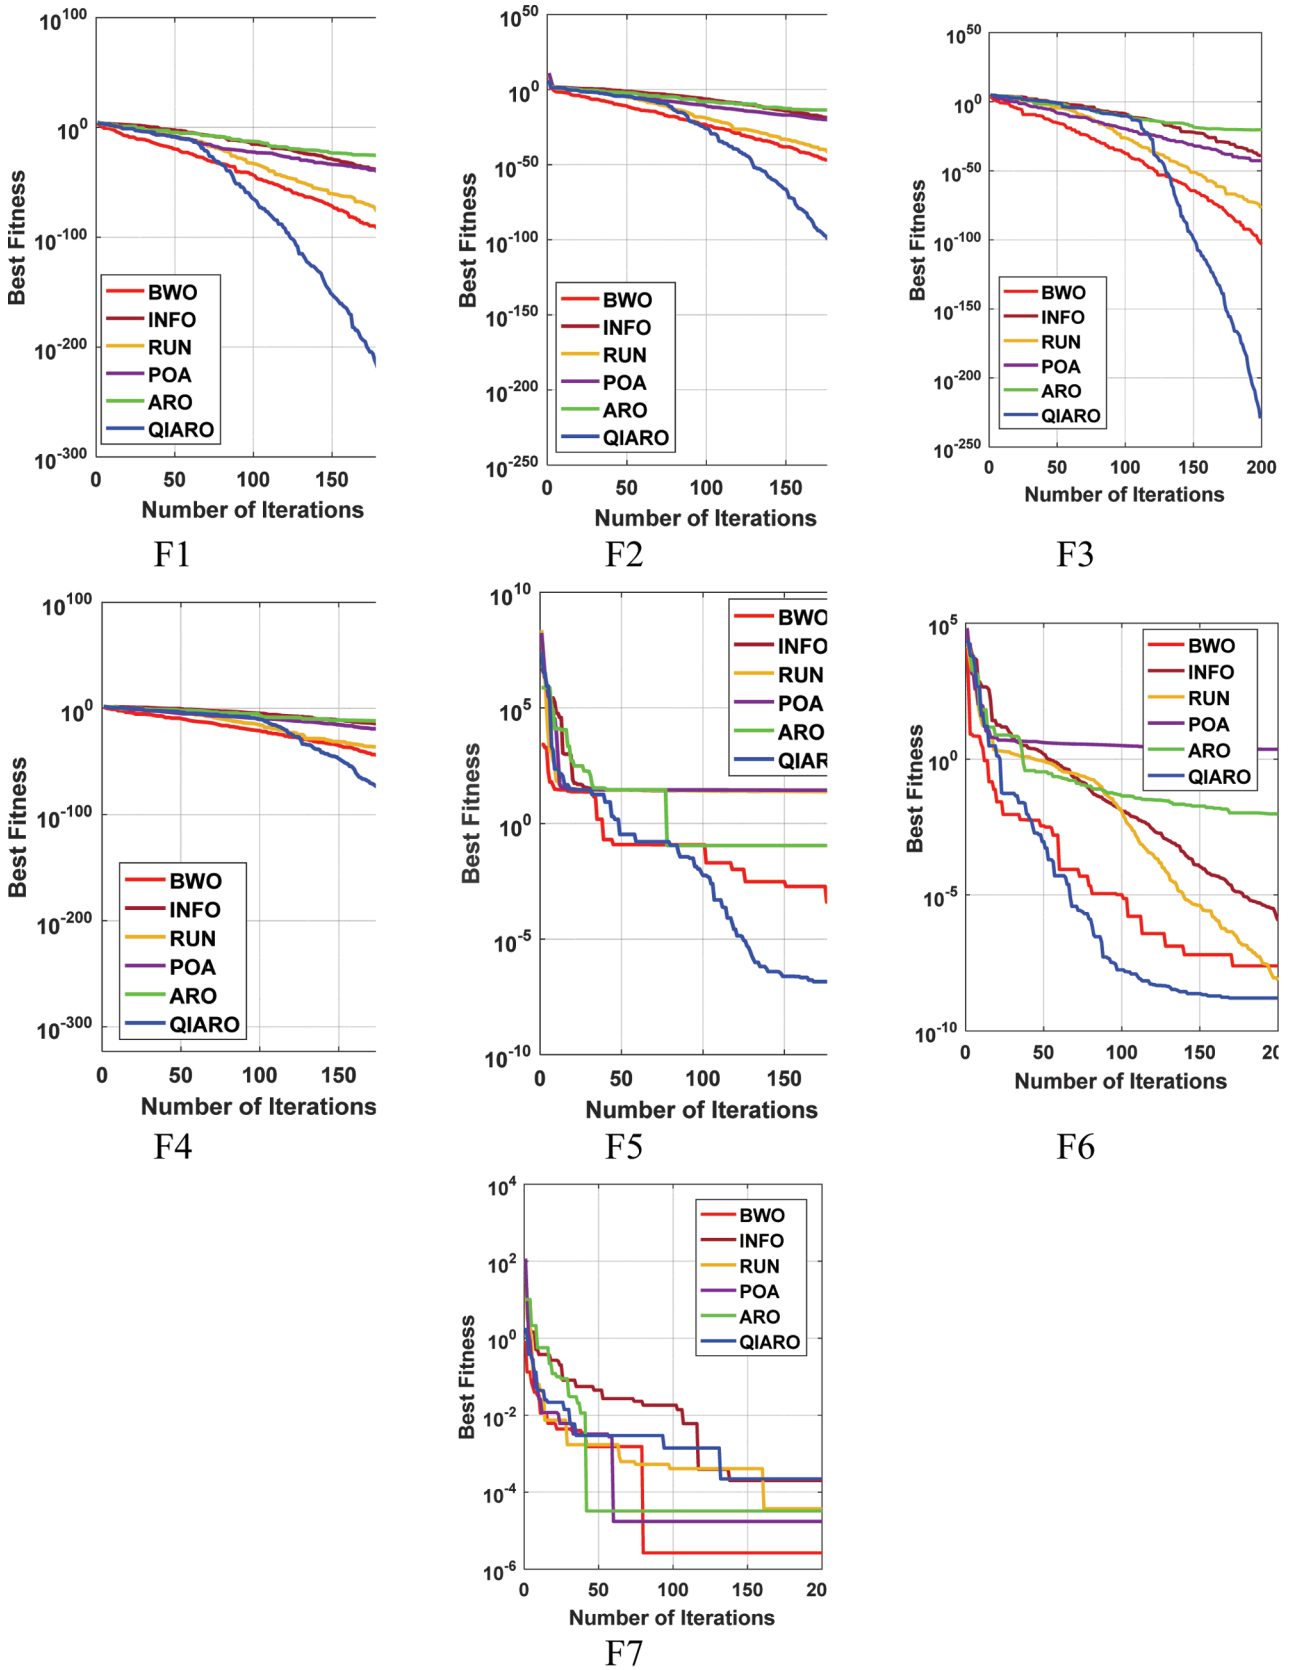 10^100
10^0
10^-100
10^-200
10^-300
Best Fitness
BWO
INFO
RUN
POA
ARO
QIARO
0 50 100 150
Number of Iterations
F1
10^50
10^0
10^-50
10^-100
10^-150
10^-200
10^-250
Best Fitness
BWO
INFO
RUN
POA
ARO
QIARO
0 50 100 150
Number of Iterations
F2
10^50
10^0
10^-50
10^-100
10^-150
10^-200
10^-250
Best Fitness
BWO
INFO
RUN
POA
ARO
QIARO
0 50 100 150 200
Number of Iterations
F3
10^100
10^0
10^-100
10^-200
10^-300
Best Fitness
BWO
INFO
RUN
POA
ARO
QIARO
0 50 100 150
Number of Iterations
F4
10^10
10^5
10^0
10^-5
10^-10
Best Fitness
BWO
INFO
RUN
POA
ARO
QIAR
0 50 100 150
Number of Iterations
F5
10^5
10^0
10^-5
10^-10
Best Fitness
BWO
INFO
RUN
POA
ARO
QIARO
0 50 100 150 20
Number of Iterations
F6
10^4
10^2
10^0
10^-2
10^-4
10^-6
Best Fitness
BWO
INFO
RUN
POA
ARO
QIARO
0 50 100 150 20
Number of Iterations
F7